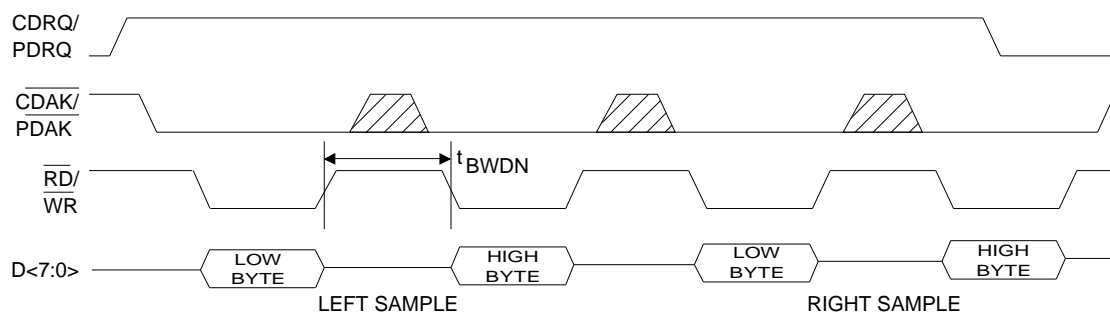 CDRQ/
PDRQ
CDAK/
PDAK
tBWDN
RD/
WR
LOW
BYTE
HIGH
BYTE
LOW
BYTE
HIGH
BYTE
D<7:0>
LEFT SAMPLE
RIGHT SAMPLE